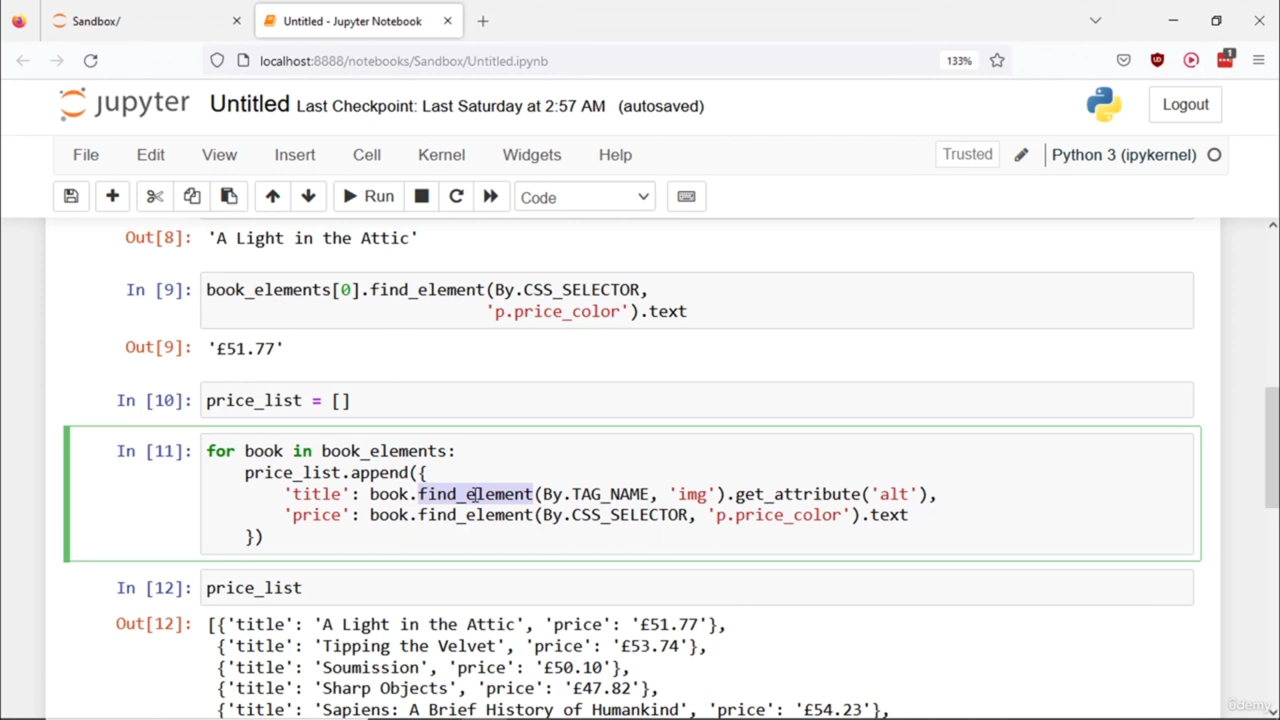 Sandbox/
Untitled - Jupyter Notebook
localhost:8888/notebooks/Sandbox/Untitled.ipynb
133%
1
jupyter Untitled Last Checkpoint: Last Saturday at 2:57 AM (autosaved)
Logout
File Edit View Insert Cell Kernel Widgets Help
Trusted
Python 3 (ipykernel)
Run
Code
Out[8]: 'A Light in the Attic'
In [9]: book_elements[0].find_element(By.CSS_SELECTOR,
'p.price_color').text
Out[9]: '£51.77'
In [10]: price_list = []
In [11]: for book in book_elements:
price_list.append({
'title': book.find_element(By.TAG_NAME, 'img').get_attribute('alt'),
'price': book.find_element(By.CSS_SELECTOR, 'p.price_color').text
})
In [12]: price_list
Out[12]: [{'title': 'A Light in the Attic', 'price': '£51.77'},
{'title': 'Tipping the Velvet', 'price': '£53.74'},
{'title': 'Soumission', 'price': '£50.10'},
{'title': 'Sharp Objects', 'price': '£47.82'},
{'title': 'Sapiens: A Brief History of Humankind', 'price': '£54.23'},
ûdemy